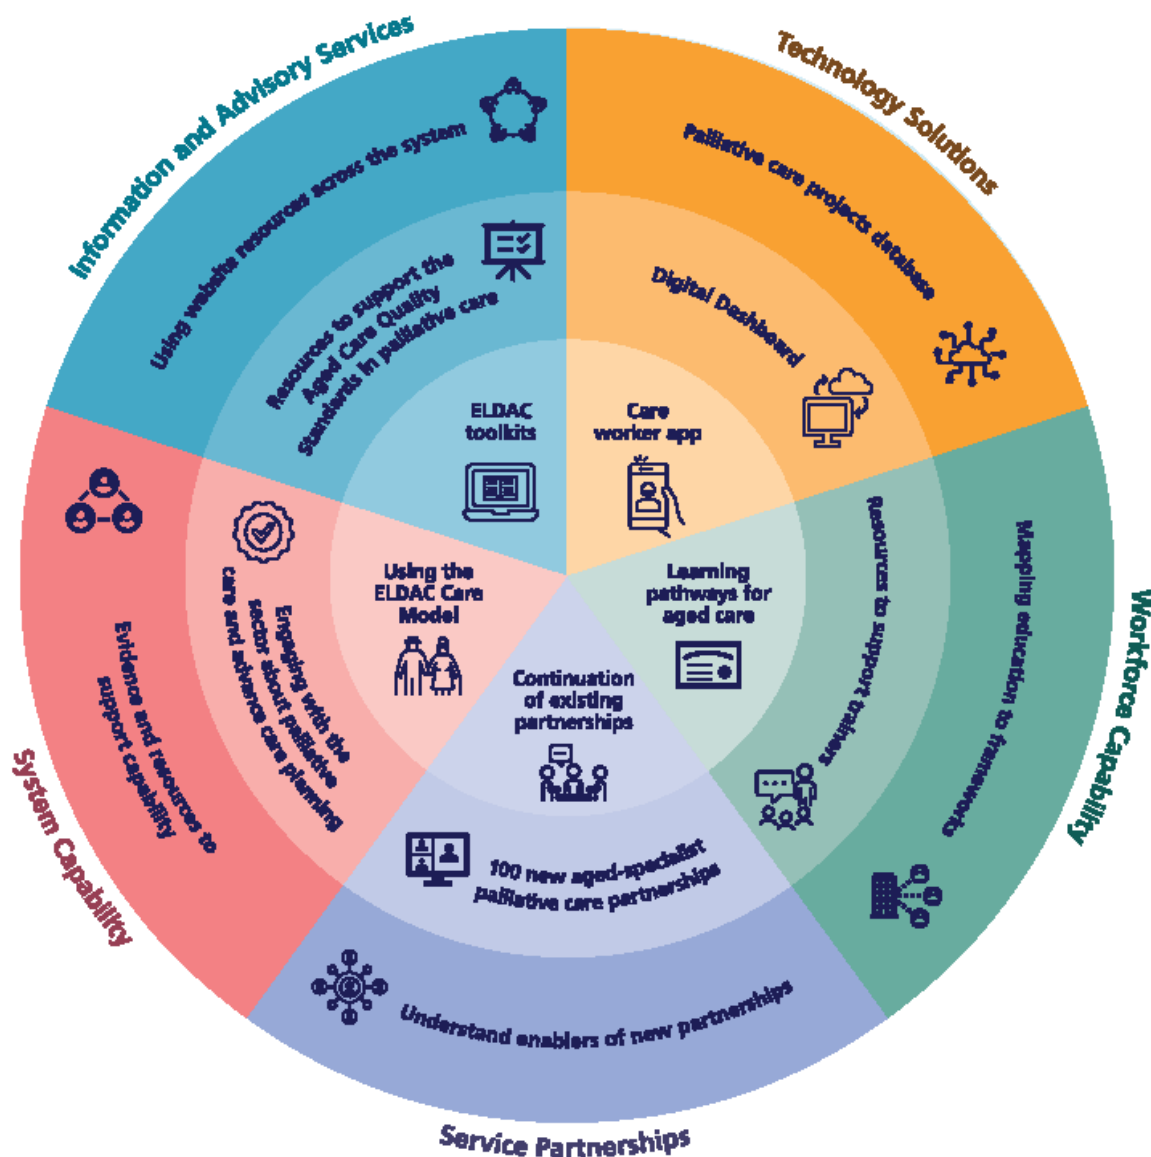 Information and Advisory Services
Using website resources across the system
Resources to support the
Aged Care Quality
Standards in palliative care
ELDAC
toolkits
Technology Solutions
Palliative care projects database
Digital Dashboard
Care
worker app
Workforce Capability
Mapping education to frameworks
Resources to support trainers
Learning
pathways for
aged care
Service Partnerships
Understand enablers of new partnerships
100 new aged-specialist
palliative care partnerships
Continuation
of existing
partnerships
System Capability
Evidence and resources to
support capability
Engaging with the
sector about palliative
care and advance care planning
Using the
ELDAC Care
Model